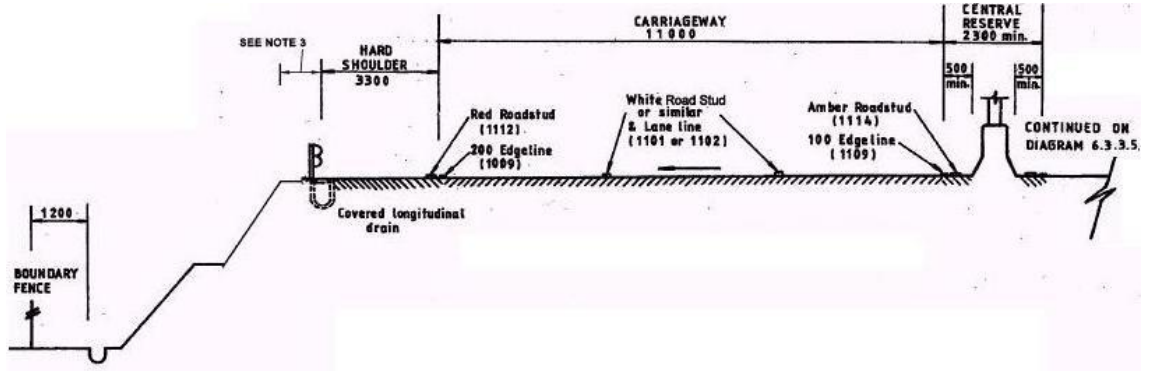 CENTRAL
RESERVE
2300 min.
CARRIAGEWAY
11000
SEE NOTE 3
HARD
SHOULDER
3300
500
min.
500
min.
Red Roadstud
(1112)
200 Edgeline
(1009)
White Road Stud
or similar
& Lane line
(1101 or 1102)
Amber Roadstud
(1114)
100 Edgeline
(1109)
CONTINUED ON
DIAGRAM 6.3.3.5.
Covered longitudinal
drain
1200
BOUNDARY
FENCE